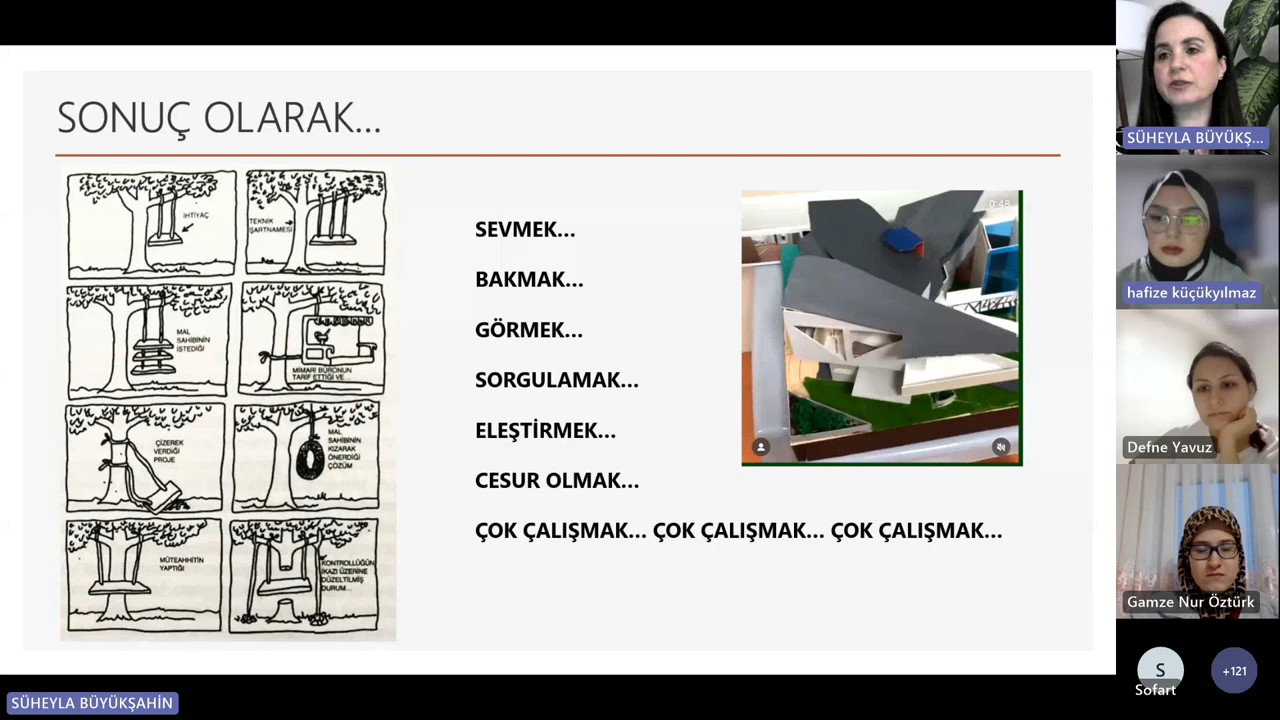 SONUÇ OLARAK...
İHTİYAÇ
TEKNİK
ŞARTNAMESİ
MAL
SAHİBİNİN
İSTEDİĞİ
MİMARİ BÜRONUN
TARİF ETTİĞİ VE...
ÇİZEREK
VERDİĞİ
PROJE
MAL
SAHİBİNİN
KIZARAK
ÖNERDİĞİ
ÇÖZÜM
MÜTEAHHİTİN
YAPTIĞI
KONTROLLÜĞÜN
İKAZI ÜZERİNE
DÜZELTİLMİŞ
DURUM...
SEVMEK...
BAKMAK...
GÖRMEK...
SORGULAMAK...
ELEŞTİRMEK...
CESUR OLMAK...
ÇOK ÇALIŞMAK... ÇOK ÇALIŞMAK... ÇOK ÇALIŞMAK...
0:48
SÜHEYLA BÜYÜKŞ...
hafize küçükyılmaz
Defne Yavuz
Gamze Nur Öztürk
S
Sofart
+121
SÜHEYLA BÜYÜKŞAHİN